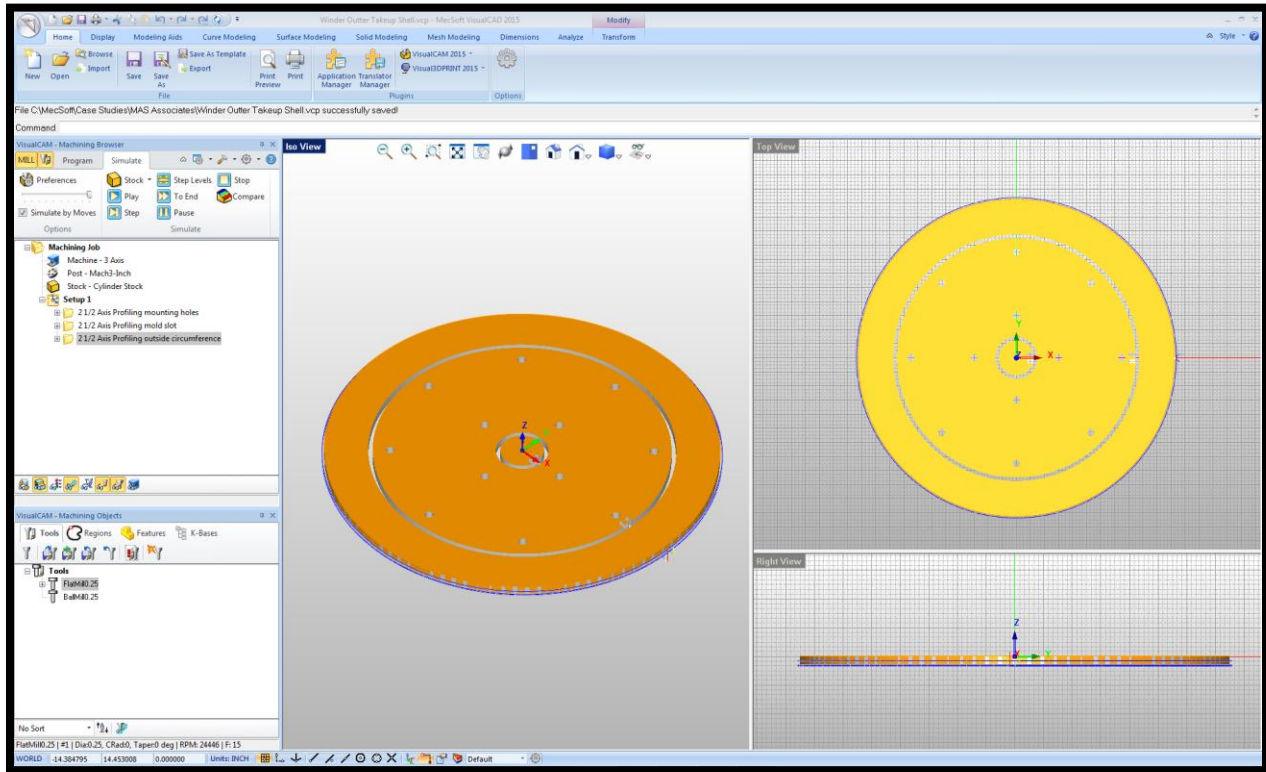 Winder Outter Takeup Shell.vcp - MecSoft VisualCAD 2015
Modify
Home Display Modeling Aids Curve Modeling Surface Modeling Solid Modeling Mesh Modeling Dimensions Analyze Transform Style
Browse Save As Template VisualCAM 2015
Import Export Visual3DPRINT 2015
New Open Save Save As Print Preview Print Application Manager Translator Manager
File Plugins Options
File C:\MecSoft\Case Studies\MAS Associates\Winder Outter Takeup Shell.vcp successfully saved!
Command
VisualCAM - Machining Browser
MILL Program Simulate
Preferences Stock Step Levels Stop
Play To End Compare
Simulate by Moves Step Pause
Options Simulate
Machining Job
Machine - 3 Axis
Post - Mach3-Inch
Stock - Cylinder Stock
Setup 1
2 1/2 Axis Profiling mounting holes
2 1/2 Axis Profiling mold slot
2 1/2 Axis Profiling outside circumference
VisualCAM - Machining Objects
Tools Regions Features K-Bases
Tools
FlatMill0.25
BallMill0.25
No Sort
FlatMill0.25 | #1 | Dia:0.25, CRad:0, Taper:0 deg | RPM: 24446 | F: 15
WORLD -14.384795 14.453008 0.000000 Units: INCH Default
Iso View
Z
X
Top View
Y
X
Right View
Z
Y